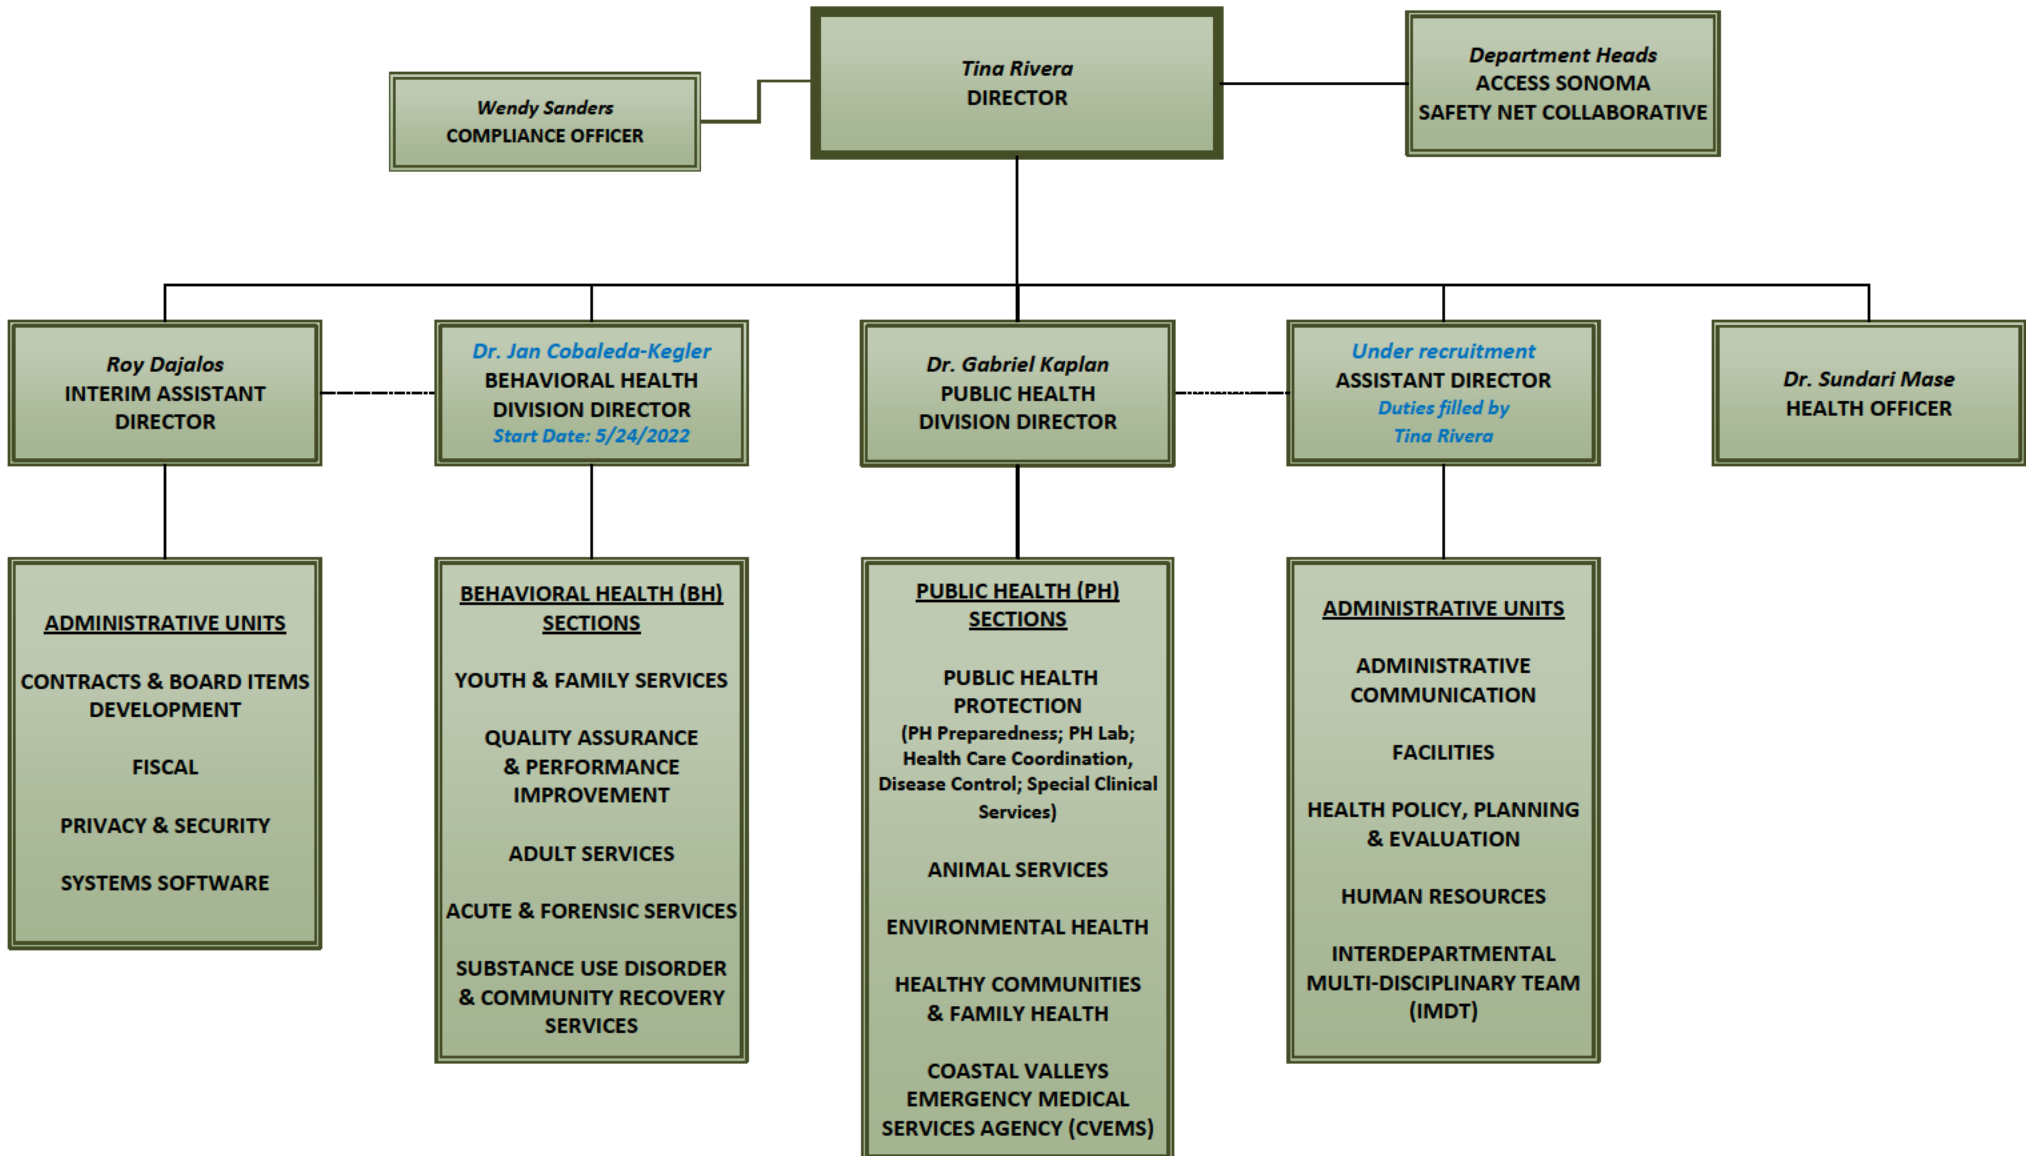 Tina Rivera
DIRECTOR
Department Heads
ACCESS SONOMA
SAFETY NET COLLABORATIVE
Wendy Sanders
COMPLIANCE OFFICER
Roy Dajalos
INTERIM ASSISTANT
DIRECTOR
Dr. Jan Cobaleda-Kegler
BEHAVIORAL HEALTH
DIVISION DIRECTOR
Start Date: 5/24/2022
Dr. Gabriel Kaplan
PUBLIC HEALTH
DIVISION DIRECTOR
Under recruitment
ASSISTANT DIRECTOR
Duties filled by
Tina Rivera
Dr. Sundari Mase
HEALTH OFFICER
ADMINISTRATIVE UNITS
CONTRACTS & BOARD ITEMS
DEVELOPMENT
FISCAL
PRIVACY & SECURITY
SYSTEMS SOFTWARE
BEHAVIORAL HEALTH (BH)
SECTIONS
YOUTH & FAMILY SERVICES
QUALITY ASSURANCE
& PERFORMANCE
IMPROVEMENT
ADULT SERVICES
ACUTE & FORENSIC SERVICES
SUBSTANCE USE DISORDER
& COMMUNITY RECOVERY
SERVICES
PUBLIC HEALTH (PH)
SECTIONS
PUBLIC HEALTH
PROTECTION
(PH Preparedness; PH Lab;
Health Care Coordination,
Disease Control; Special Clinical
Services)
ANIMAL SERVICES
ENVIRONMENTAL HEALTH
HEALTHY COMMUNITIES
& FAMILY HEALTH
COASTAL VALLEYS
EMERGENCY MEDICAL
SERVICES AGENCY (CVEMS)
ADMINISTRATIVE UNITS
ADMINISTRATIVE
COMMUNICATION
FACILITIES
HEALTH POLICY, PLANNING
& EVALUATION
HUMAN RESOURCES
INTERDEPARTMENTAL
MULTI-DISCIPLINARY TEAM
(IMDT)